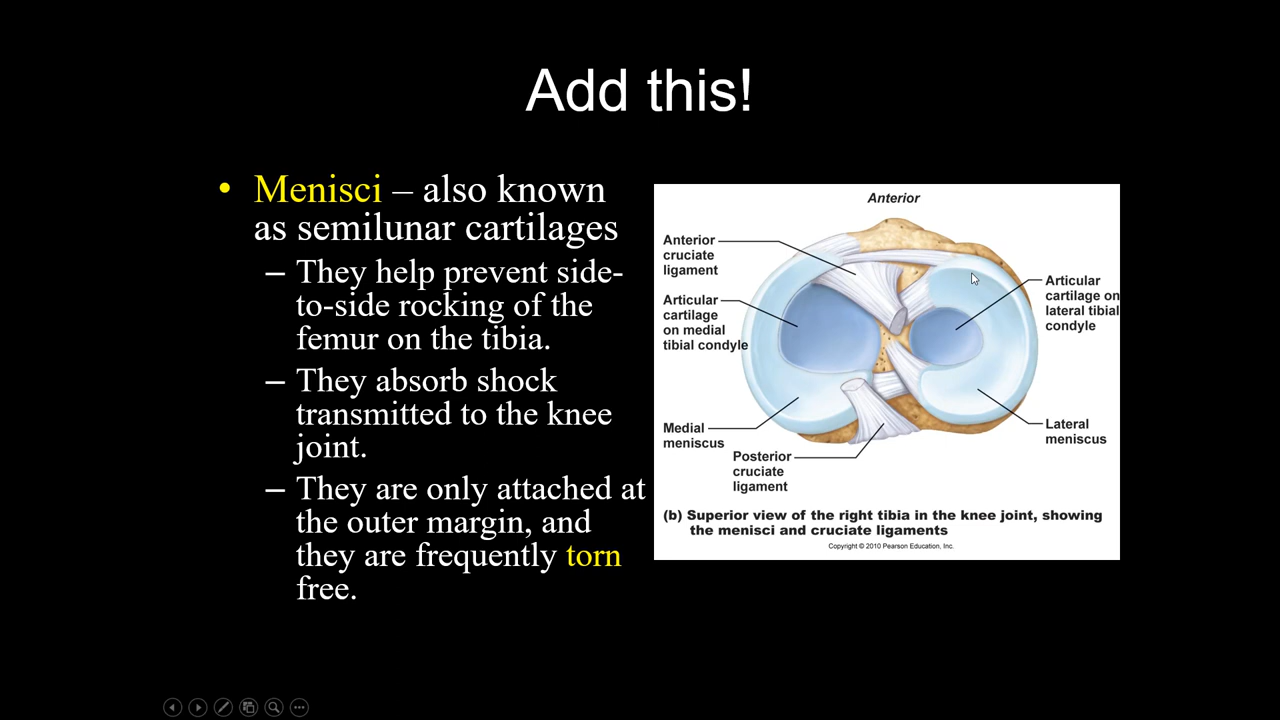 Add this!
• Menisci – also known
as semilunar cartilages
– They help prevent side-
to-side rocking of the
femur on the tibia.
– They absorb shock
transmitted to the knee
joint.
– They are only attached at
the outer margin, and
they are frequently torn
free.
Anterior
Anterior
cruciate
ligament
Articular
cartilage
on medial
tibial condyle
Medial
meniscus
Posterior
cruciate
ligament
Articular
cartilage on
lateral tibial
condyle
Lateral
meniscus
(b) Superior view of the right tibia in the knee joint, showing
the menisci and cruciate ligaments
Copyright © 2010 Pearson Education, Inc.